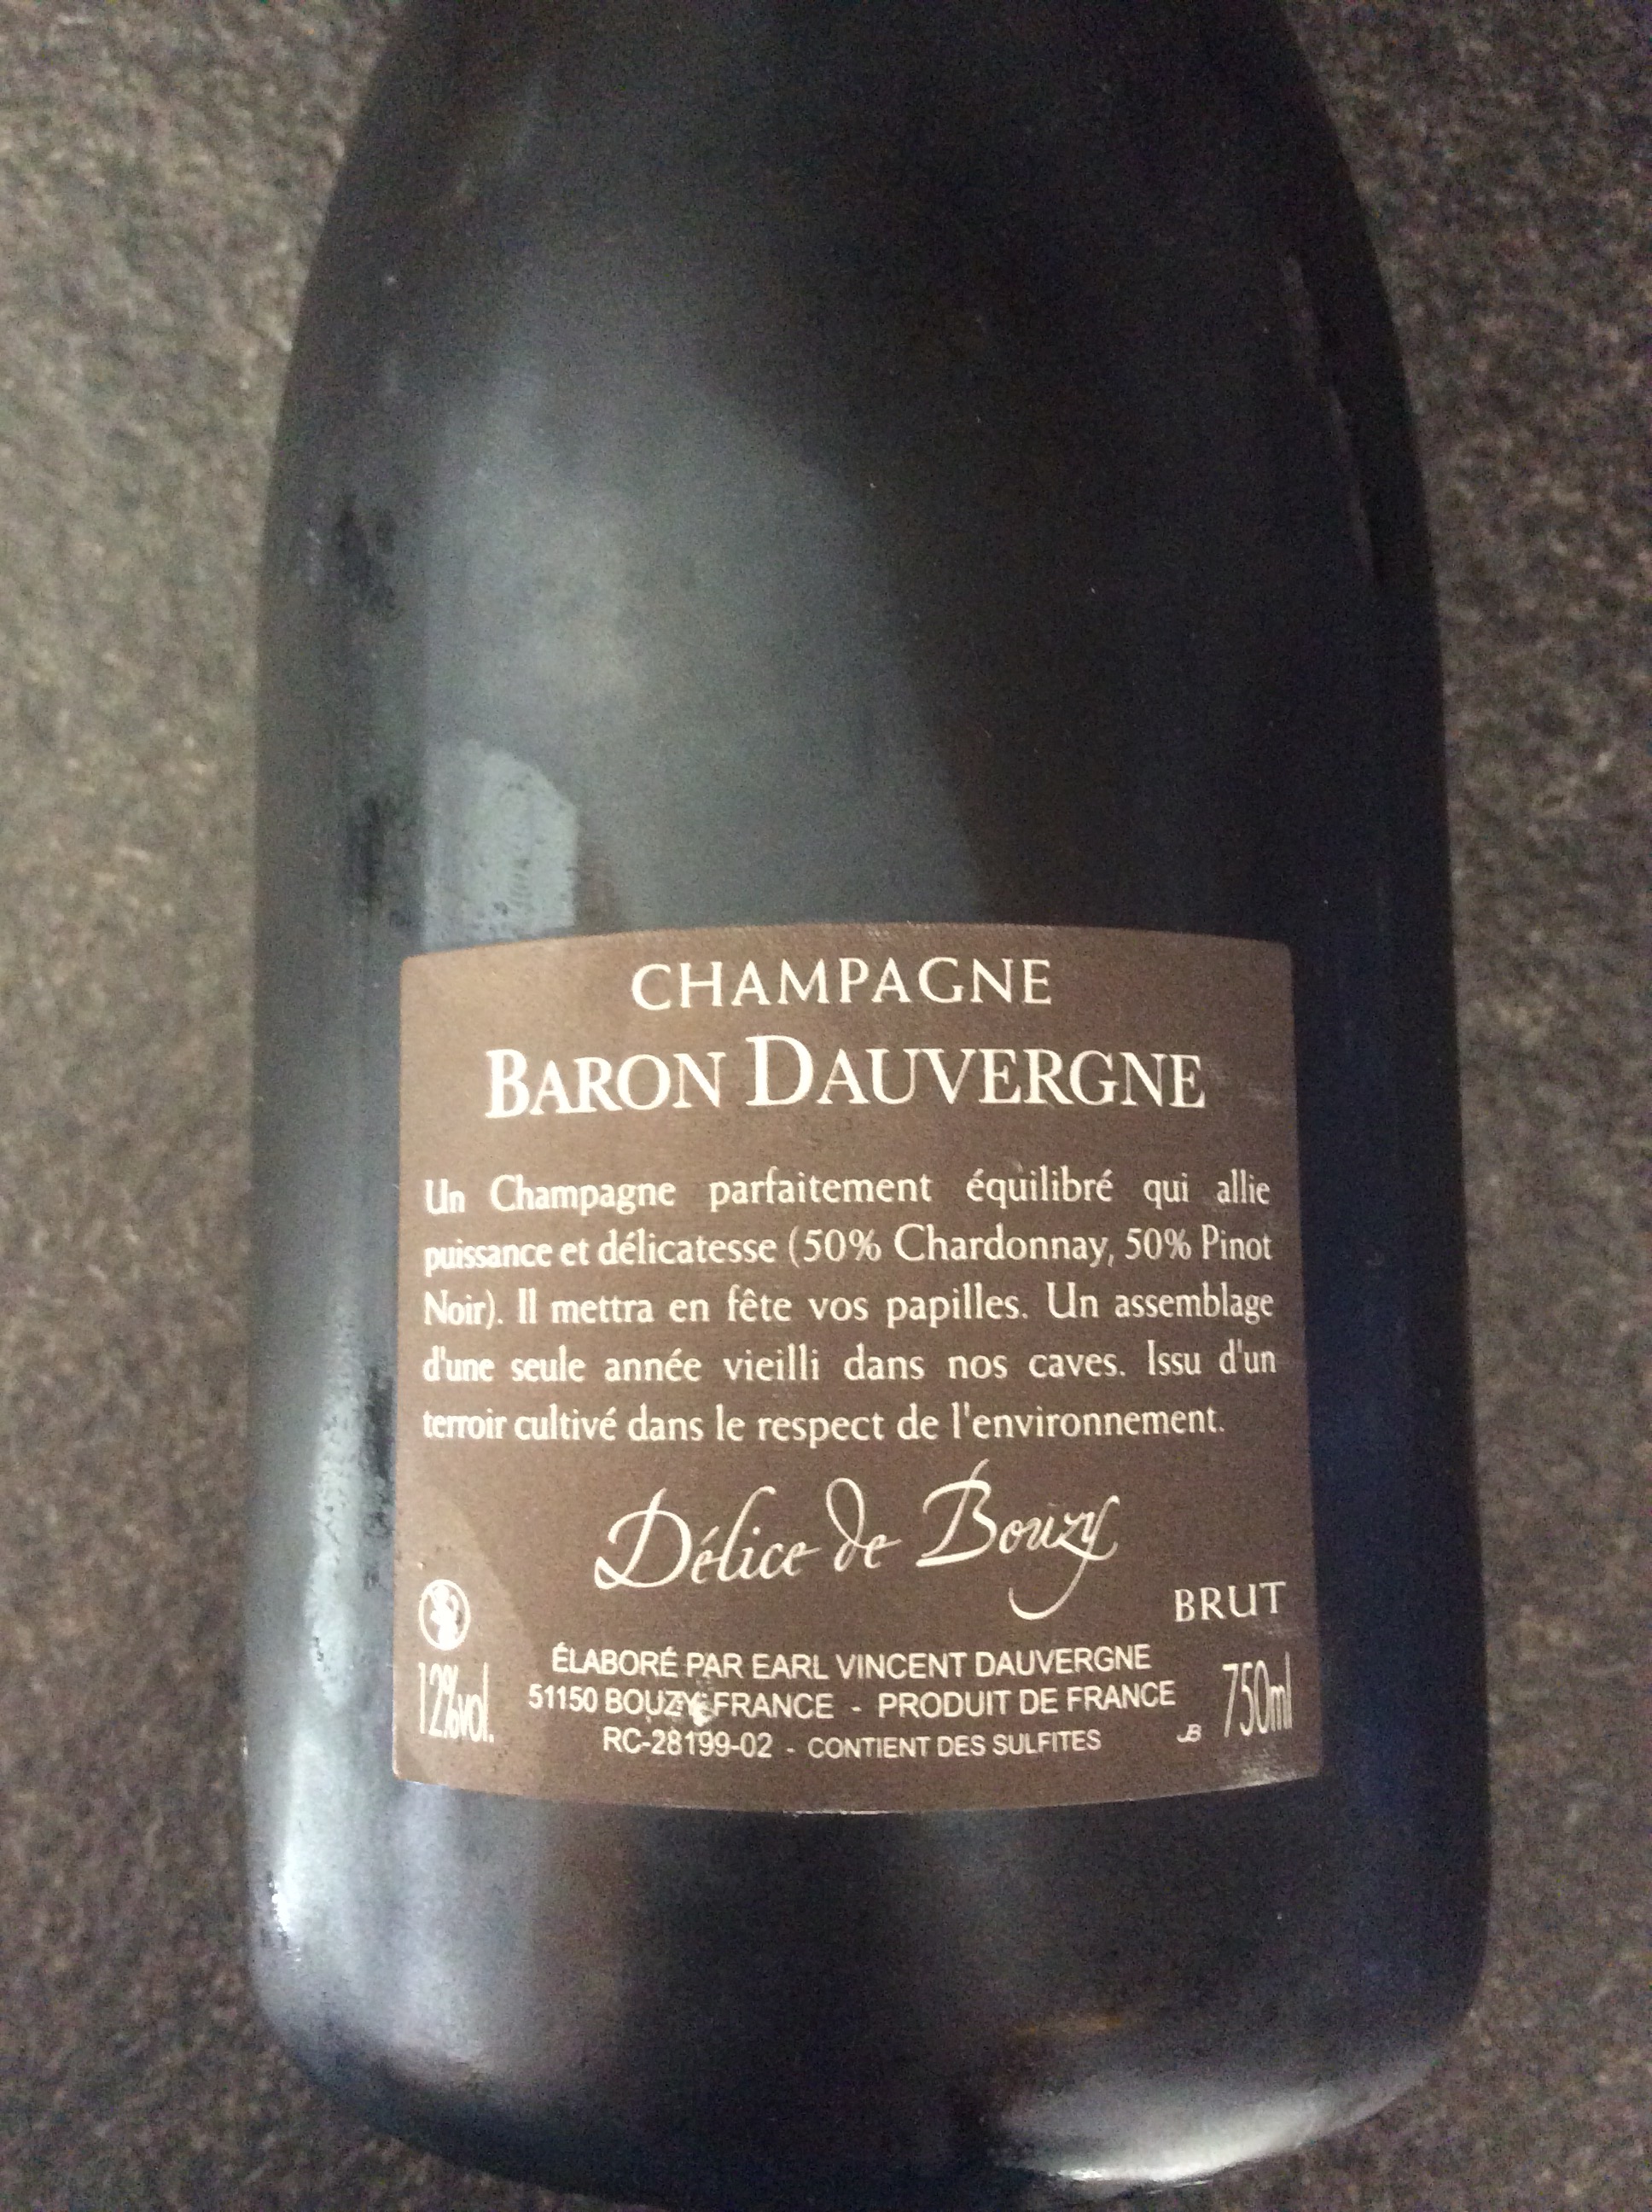 CHAMPAGNE
BARON DAUVERGNE
Un Champagne parfaitement équilibré qui allie
puissance et délicatesse (50% Chardonnay, 50% Pinot
Noir). Il mettra en fête vos papilles. Un assemblage
d'une seule année vieilli dans nos caves. Issu d'un
terroir cultivé dans le respect de l'environnement.
Délice de Bouzy
BRUT
ÉLABORÉ PAR EARL VINCENT DAUVERGNE
51150 BOUZY-FRANCE - PRODUIT DE FRANCE
RC-28199-02 - CONTIENT DES SULFITES
12%vol.
JB
750ml